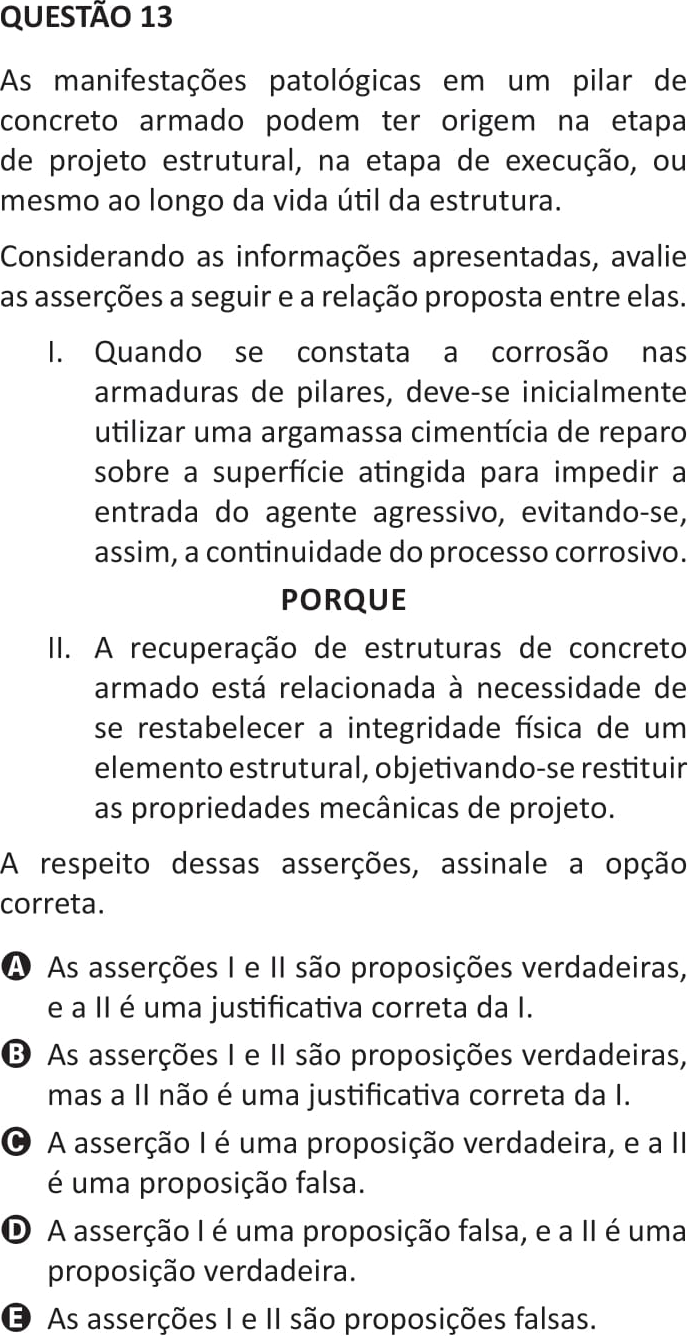 QUESTÃO 13
As manifestações patológicas em um pilar de
concreto armado podem ter origem na etapa
de projeto estrutural, na etapa de execução, ou
mesmo ao longo da vida útil da estrutura.
Considerando as informações apresentadas, avalie
as asserções a seguir e a relação proposta entre elas.
I. Quando se constata a corrosão nas
armaduras de pilares, deve-se inicialmente
utilizar uma argamassa cimentícia de reparo
sobre a superfície atingida para impedir a
entrada do agente agressivo, evitando-se,
assim, a continuidade do processo corrosivo.
PORQUE
II. A recuperação de estruturas de concreto
armado está relacionada à necessidade de
se restabelecer a integridade física de um
elemento estrutural, objetivando-se restituir
as propriedades mecânicas de projeto.
A respeito dessas asserções, assinale a opção
correta.
A As asserções I e II são proposições verdadeiras,
e a II é uma justificativa correta da I.
B As asserções I e II são proposições verdadeiras,
mas a II não é uma justificativa correta da I.
C A asserção I é uma proposição verdadeira, e a II
é uma proposição falsa.
D A asserção I é uma proposição falsa, e a II é uma
proposição verdadeira.
E As asserções I e II são proposições falsas.